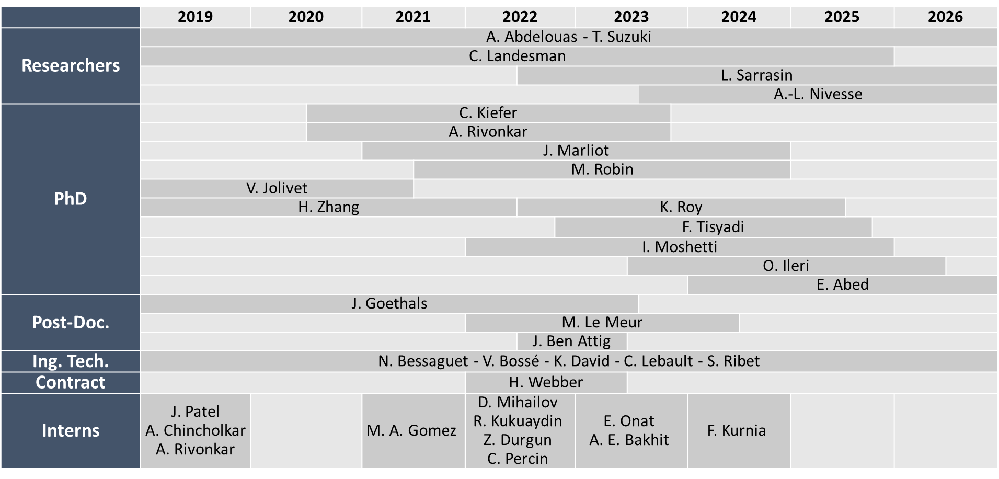 2019 2020 2021 2022 2023 2024 2025 2026
Researchers
A. Abdelouas - T. Suzuki
C. Landesman
L. Sarrasin
A.-L. Nivesse
PhD
C. Kiefer
A. Rivonkar
J. Marliot
M. Robin
V. Jolivet
H. Zhang K. Roy
F. Tisyadi
I. Moshetti
O. Ileri
E. Abed
Post-Doc.
J. Goethals
M. Le Meur
J. Ben Attig
Ing. Tech.
N. Bessaguet - V. Bossé - K. David - C. Lebault - S. Ribet
Contract
H. Webber
Interns
J. Patel
A. Chincholkar
A. Rivonkar
M. A. Gomez
D. Mihailov
R. Kukuaydin
Z. Durgun
C. Percin
E. Onat
A. E. Bakhit
F. Kurnia